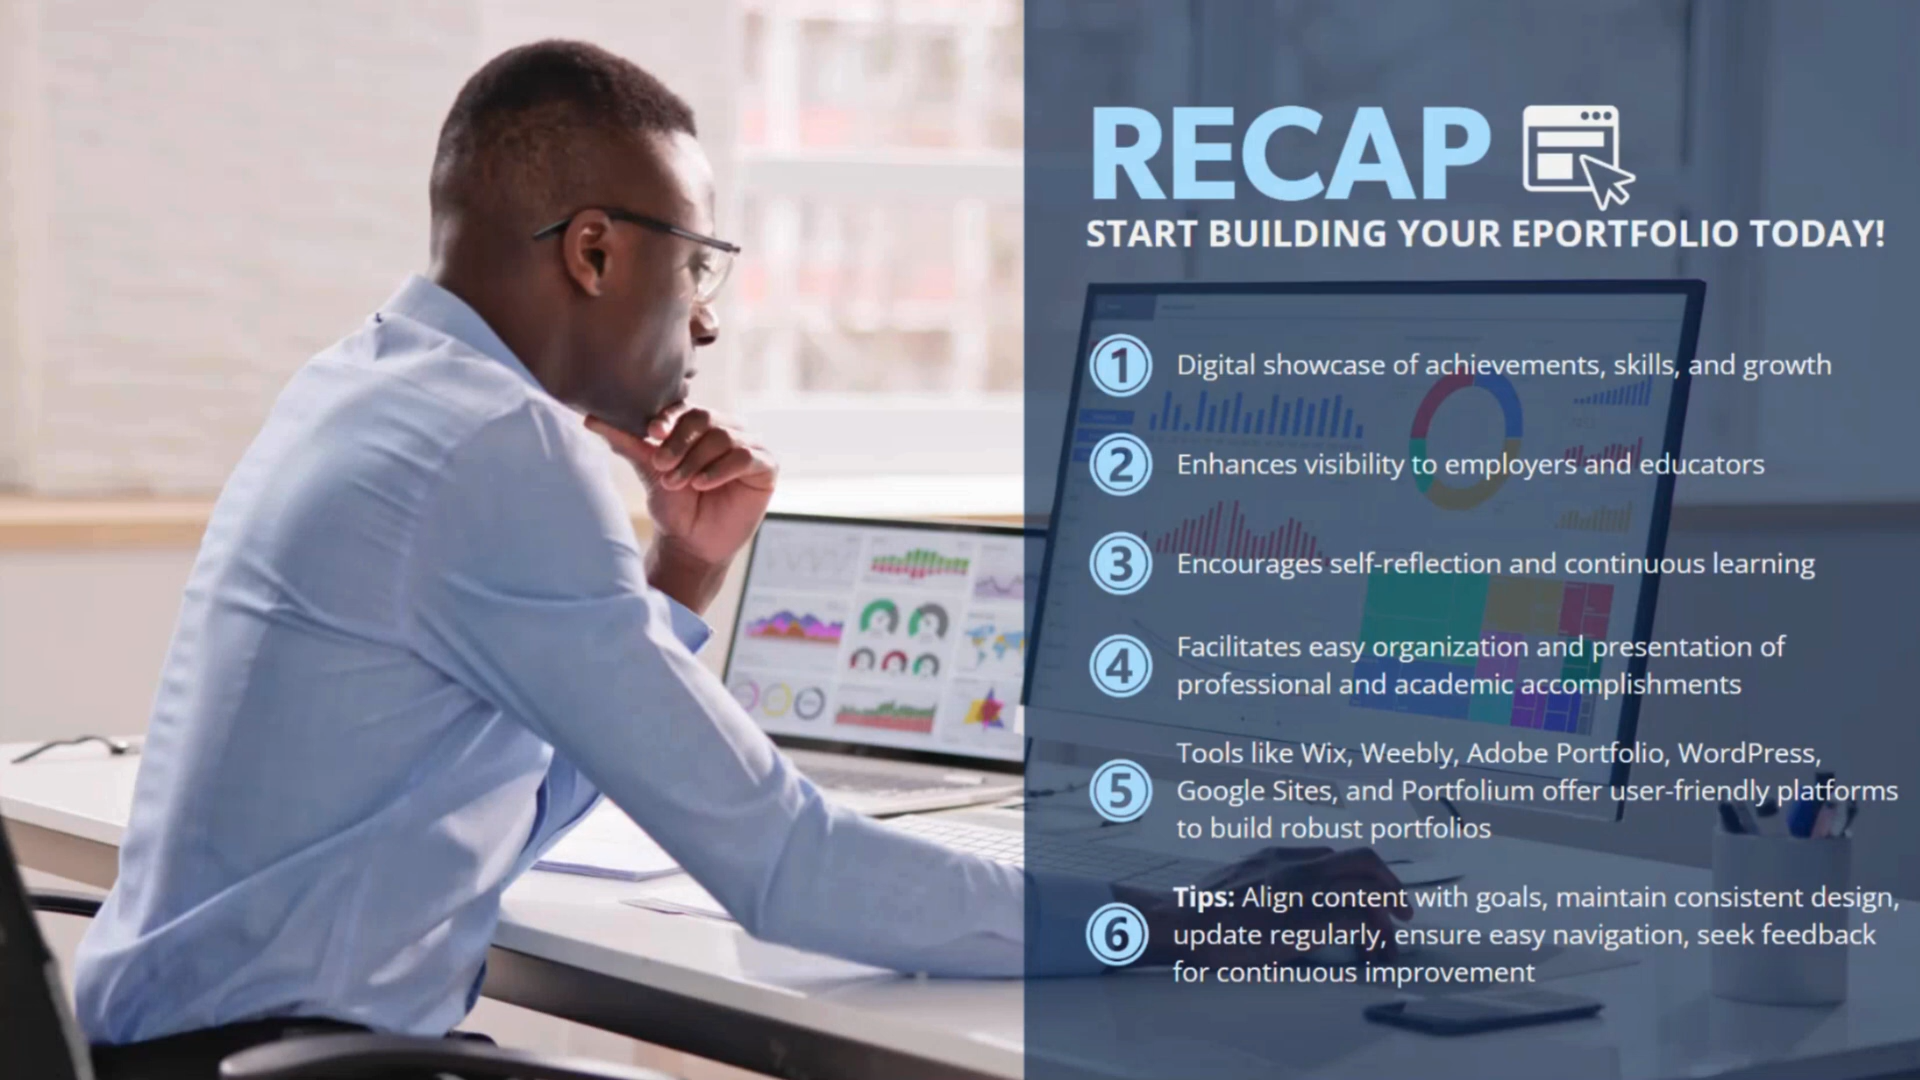 RECAP
START BUILDING YOUR EPORTFOLIO TODAY!
1 Digital showcase of achievements, skills, and growth
2 Enhances visibility to employers and educators
3 Encourages self-reflection and continuous learning
4 Facilitates easy organization and presentation of
professional and academic accomplishments
5 Tools like Wix, Weebly, Adobe Portfolio, WordPress,
Google Sites, and Portfolium offer user-friendly platforms
to build robust portfolios
6 Tips: Align content with goals, maintain consistent design,
update regularly, ensure easy navigation, seek feedback
for continuous improvement